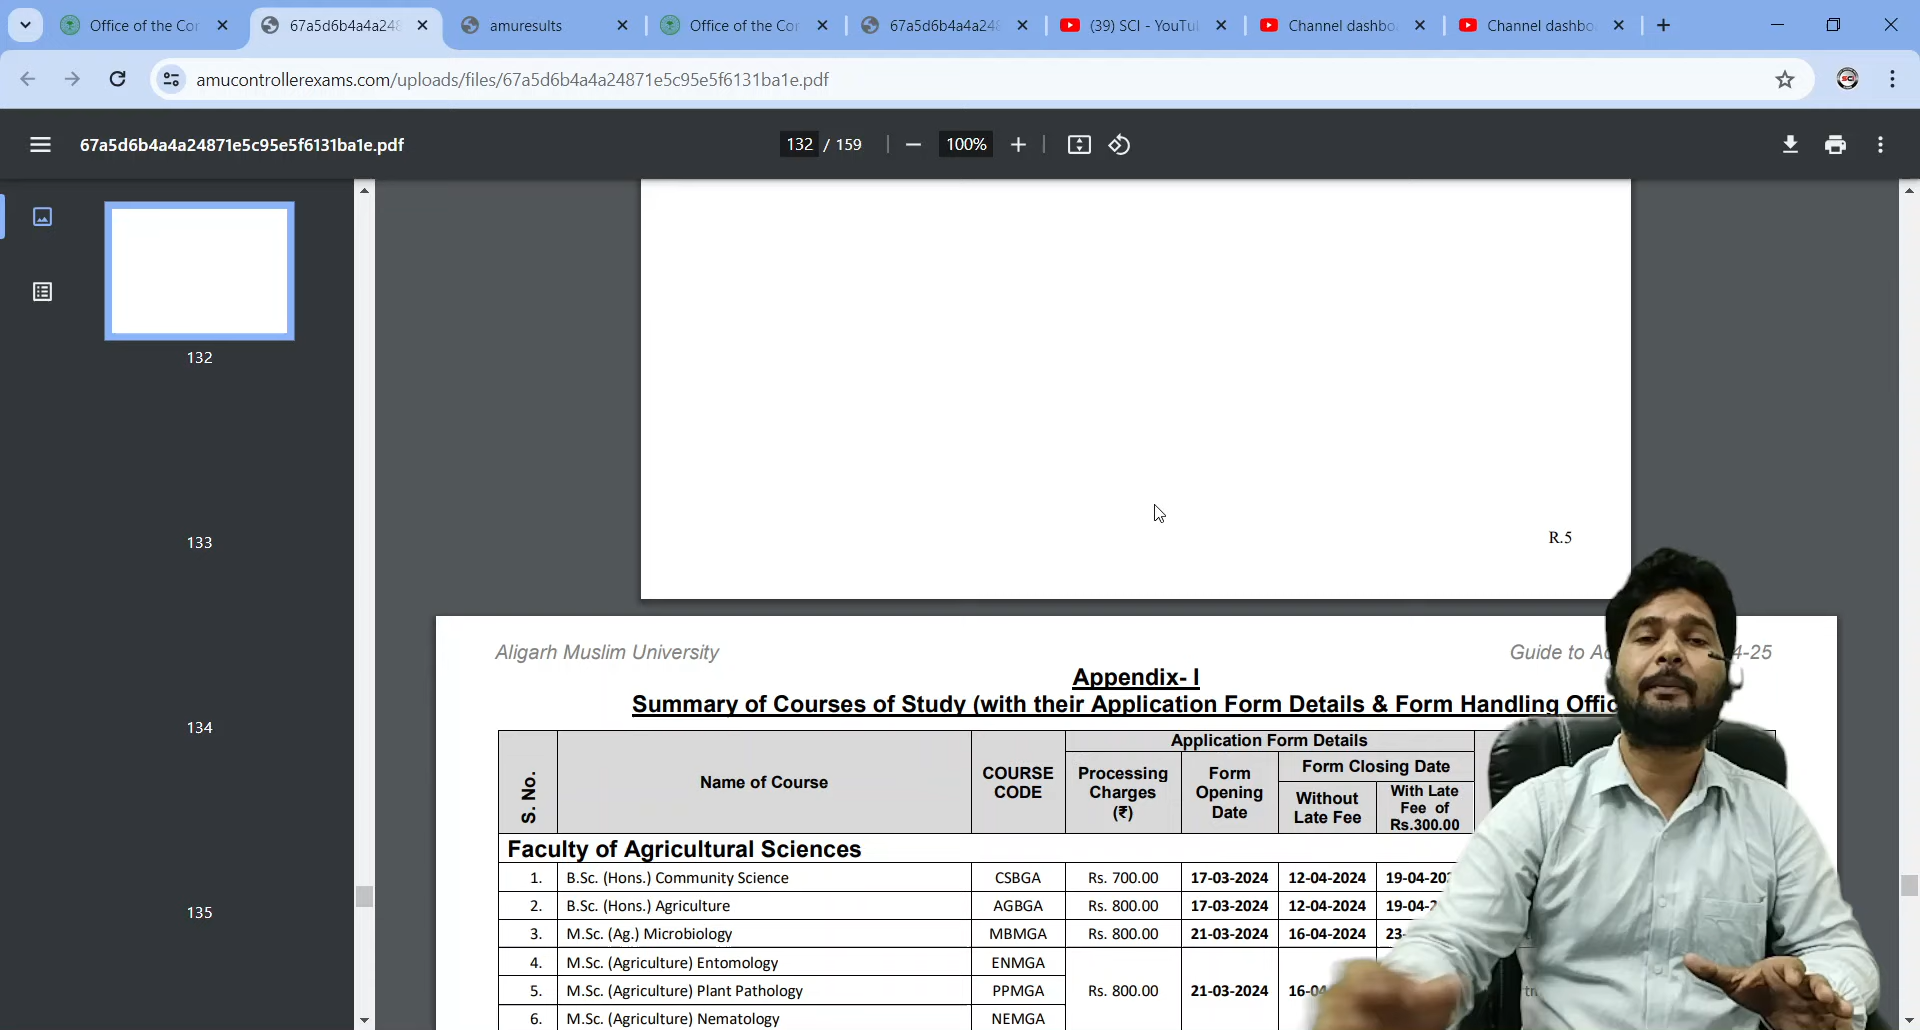 Office of the Cor
67a5d6b4a4a248
amuresults
Office of the Cor
67a5d6b4a4a248
(39) SCI - YouTu
Channel dashbo
Channel dashbo
amucontrollerexams.com/uploads/files/67a5d6b4a4a24871e5c95e5f6131ba1e.pdf
67a5d6b4a4a24871e5c95e5f6131ba1e.pdf
132 / 159
100%
132
133
134
135
R.5
Aligarh Muslim University
Guide to A
4-25
Appendix- I
Summary of Courses of Study (with their Application Form Details & Form Handling Offic
S. No.
Name of Course
COURSE CODE
Application Form Details
Processing Charges (₹)
Form Opening Date
Form Closing Date
Without Late Fee
With Late Fee of Rs.300.00
Faculty of Agricultural Sciences
1. B.Sc. (Hons.) Community Science CSBGA Rs. 700.00 17-03-2024 12-04-2024 19-04-20
2. B.Sc. (Hons.) Agriculture AGBGA Rs. 800.00 17-03-2024 12-04-2024 19-04-2
3. M.Sc. (Ag.) Microbiology MBMGA Rs. 800.00 21-03-2024 16-04-2024 23-
4. M.Sc. (Agriculture) Entomology ENMGA
5. M.Sc. (Agriculture) Plant Pathology PPMGA Rs. 800.00 21-03-2024 16-04
6. M.Sc. (Agriculture) Nematology NEMGA